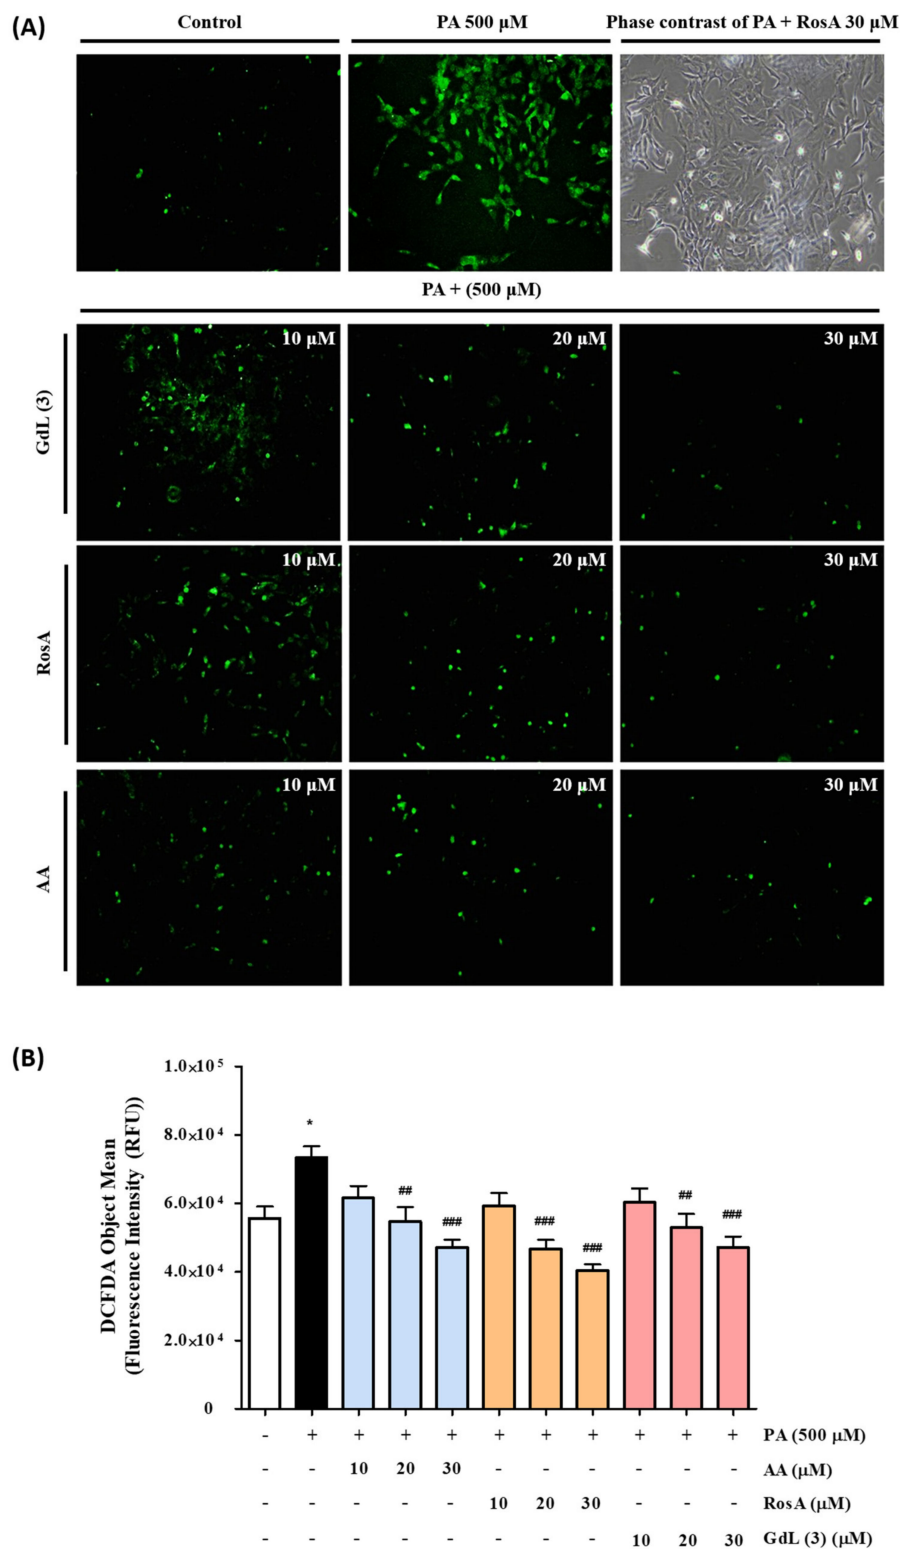 (A)
Control PA 500 µM Phase contrast of PA + RosA 30 µM
PA + (500 µM)
GdL (3)
10 µM 20 µM 30 µM
RosA
10 µM 20 µM 30 µM
AA
10 µM 20 µM 30 µM
(B)
DCFDA Object Mean
(Fluorescence Intensity (RFU))
1.0×10⁵
8.0×10⁴
6.0×10⁴
4.0×10⁴
2.0×10⁴
0
* ## ### ### ### ## ###
- + + + + + + + + + + PA (500 µM)
- - 10 20 30 - - - - - - AA (µM)
- - - - - 10 20 30 - - - RosA (µM)
- - - - - - - - 10 20 30 GdL (3) (µM)